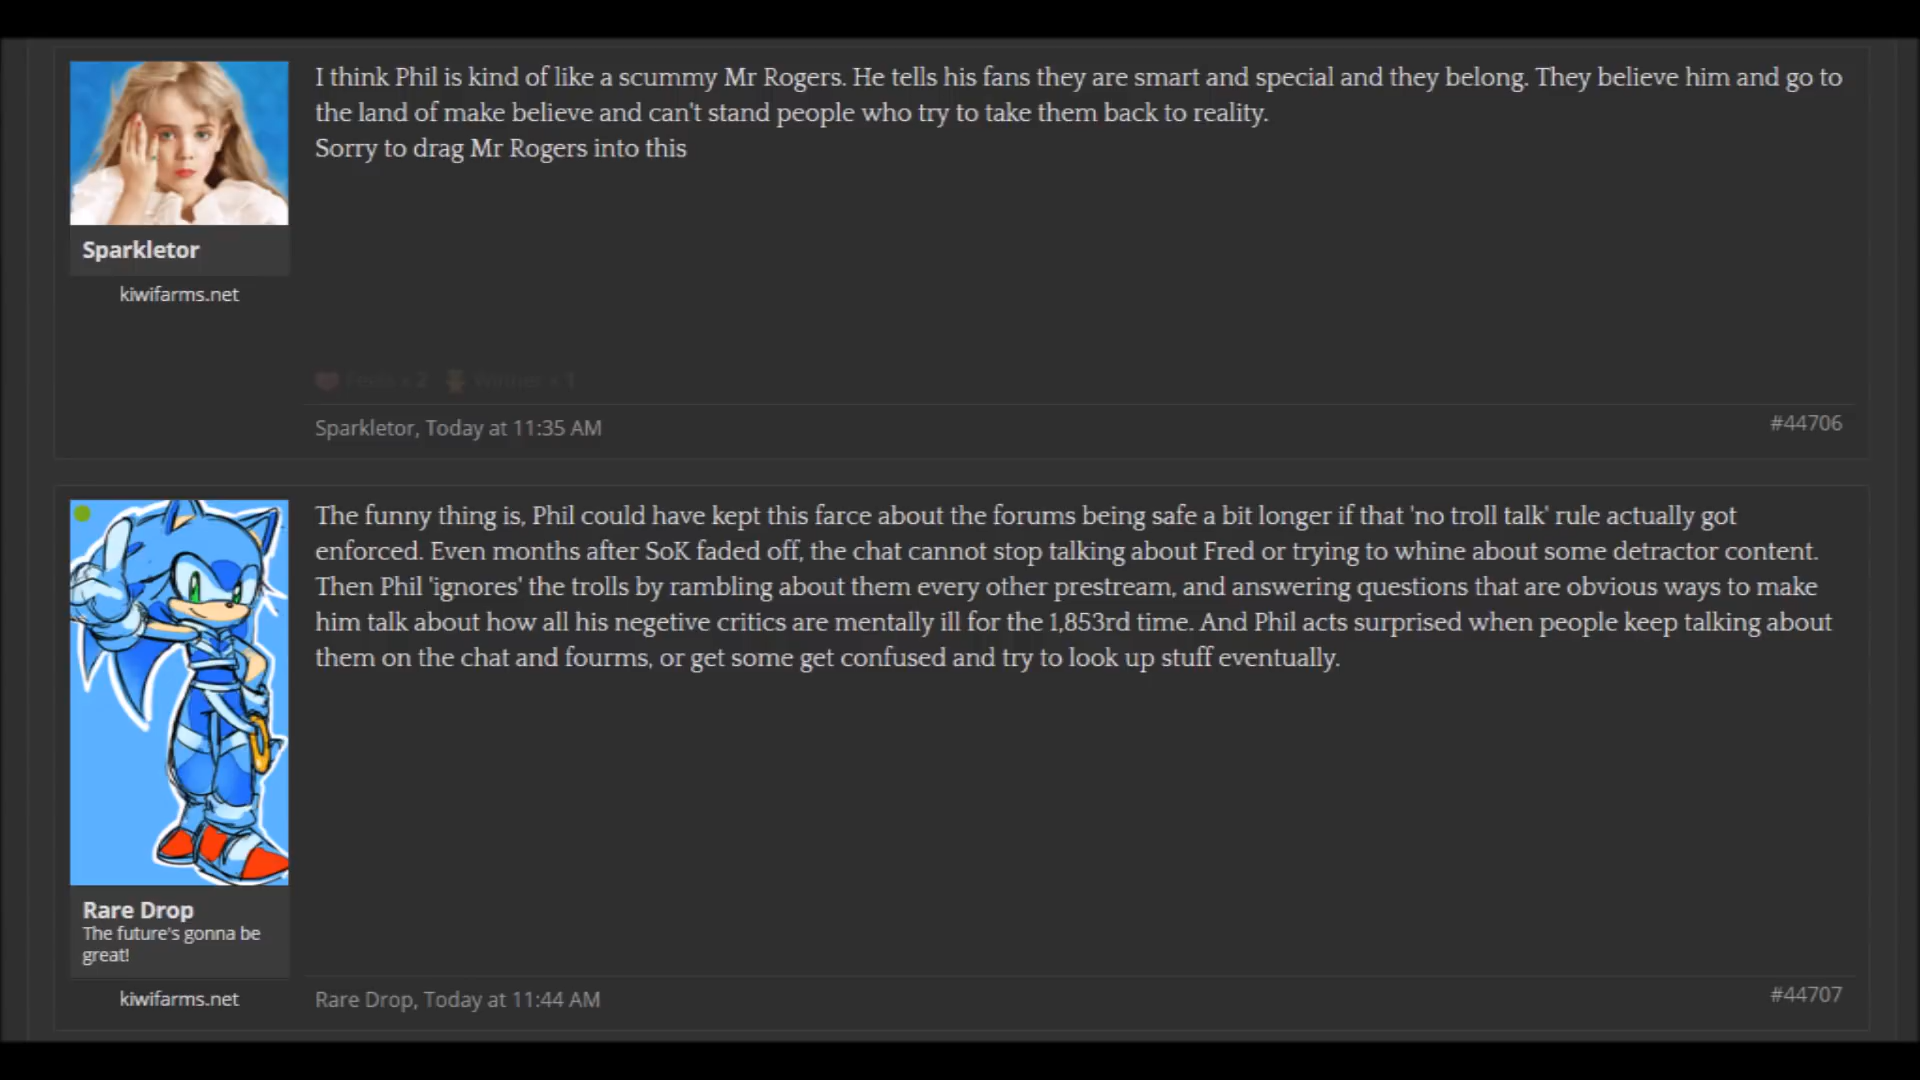 I think Phil is kind of like a scummy Mr Rogers. He tells his fans they are smart and special and they belong. They believe him and go to
the land of make believe and can't stand people who try to take them back to reality.
Sorry to drag Mr Rogers into this
Sparkletor
kiwifarms.net
Feels x 2 Winner x 1
Sparkletor, Today at 11:35 AM
#44706
The funny thing is, Phil could have kept this farce about the forums being safe a bit longer if that 'no troll talk' rule actually got
enforced. Even months after SoK faded off, the chat cannot stop talking about Fred or trying to whine about some detractor content.
Then Phil 'ignores' the trolls by rambling about them every other prestream, and answering questions that are obvious ways to make
him talk about how all his negetive critics are mentally ill for the 1,853rd time. And Phil acts surprised when people keep talking about
them on the chat and fourms, or get some get confused and try to look up stuff eventually.
Rare Drop
The future's gonna be
great!
kiwifarms.net
Rare Drop, Today at 11:44 AM
#44707